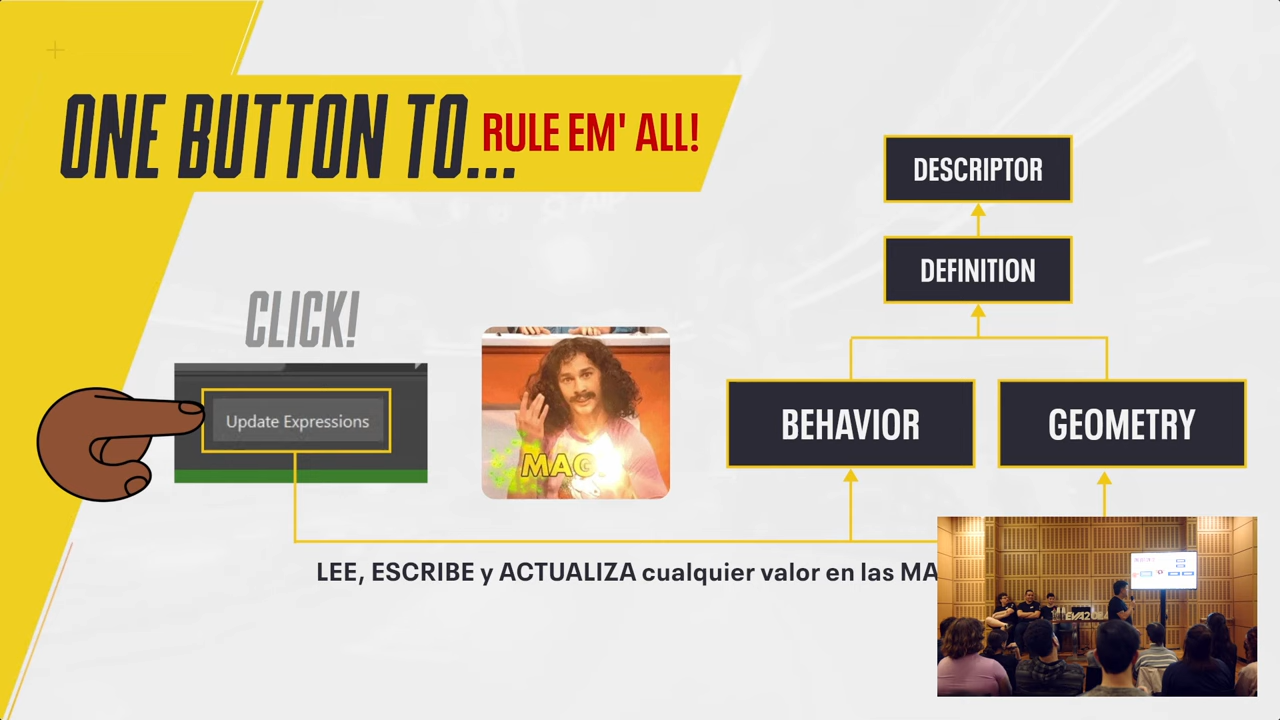 ONE BUTTON TO...
RULE EM' ALL!
DESCRIPTOR
DEFINITION
CLICK!
Update Expressions
BEHAVIOR
GEOMETRY
LEE, ESCRIBE y ACTUALIZA cualquier valor en las